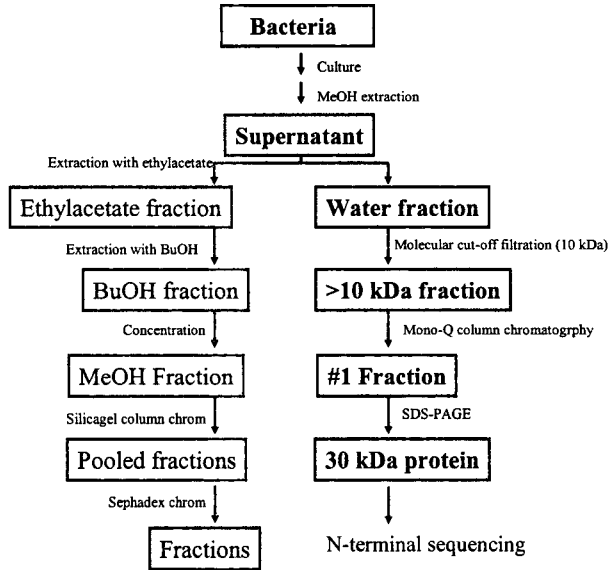 Bacteria
Culture
MeOH extraction
Supernatant
Extraction with ethylacetate
Ethylacetate fraction
Water fraction
Extraction with BuOH
Molecular cut-off filtration (10 kDa)
BuOH fraction
>10 kDa fraction
Concentration
Mono-Q column chromatogrphy
MeOH Fraction
#1 Fraction
Silicagel column chrom
SDS-PAGE
Pooled fractions
30 kDa protein
Sephadex chrom
Fractions
N-terminal sequencing